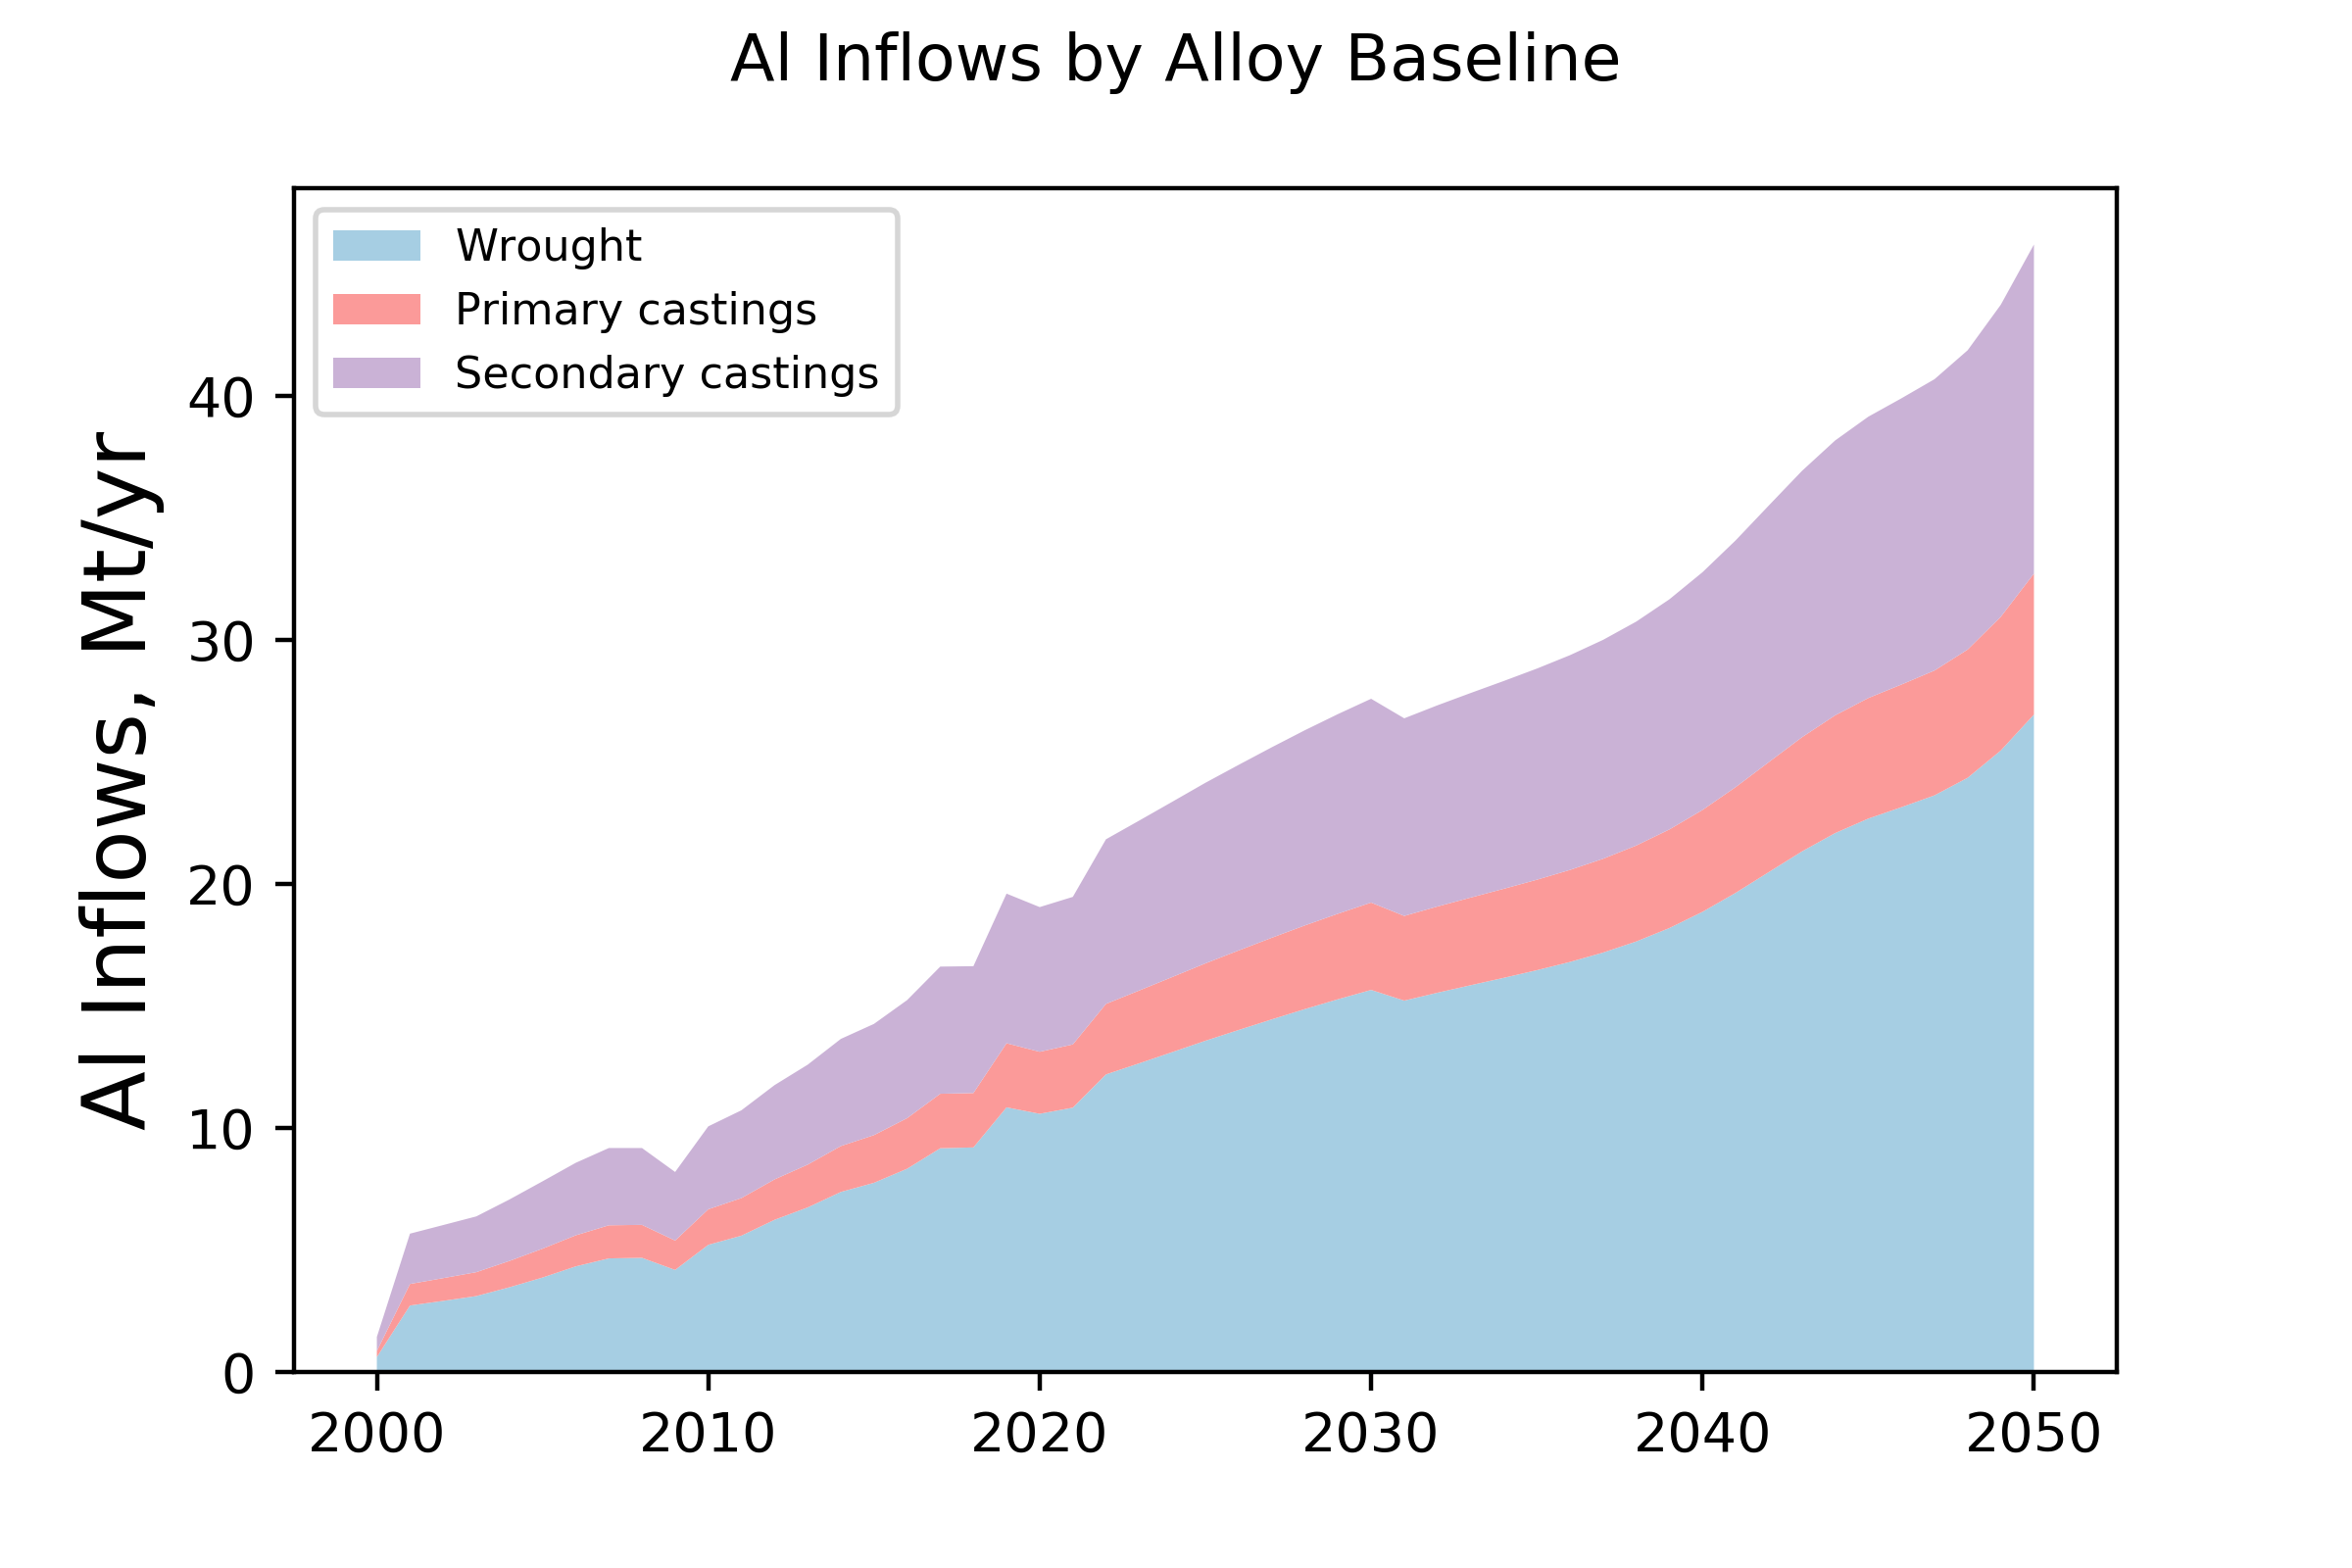 Al Inflows by Alloy Baseline
Wrought
Primary castings
Secondary castings
Al Inflows, Mt/yr
40
30
20
10
0
2000 2010 2020 2030 2040 2050